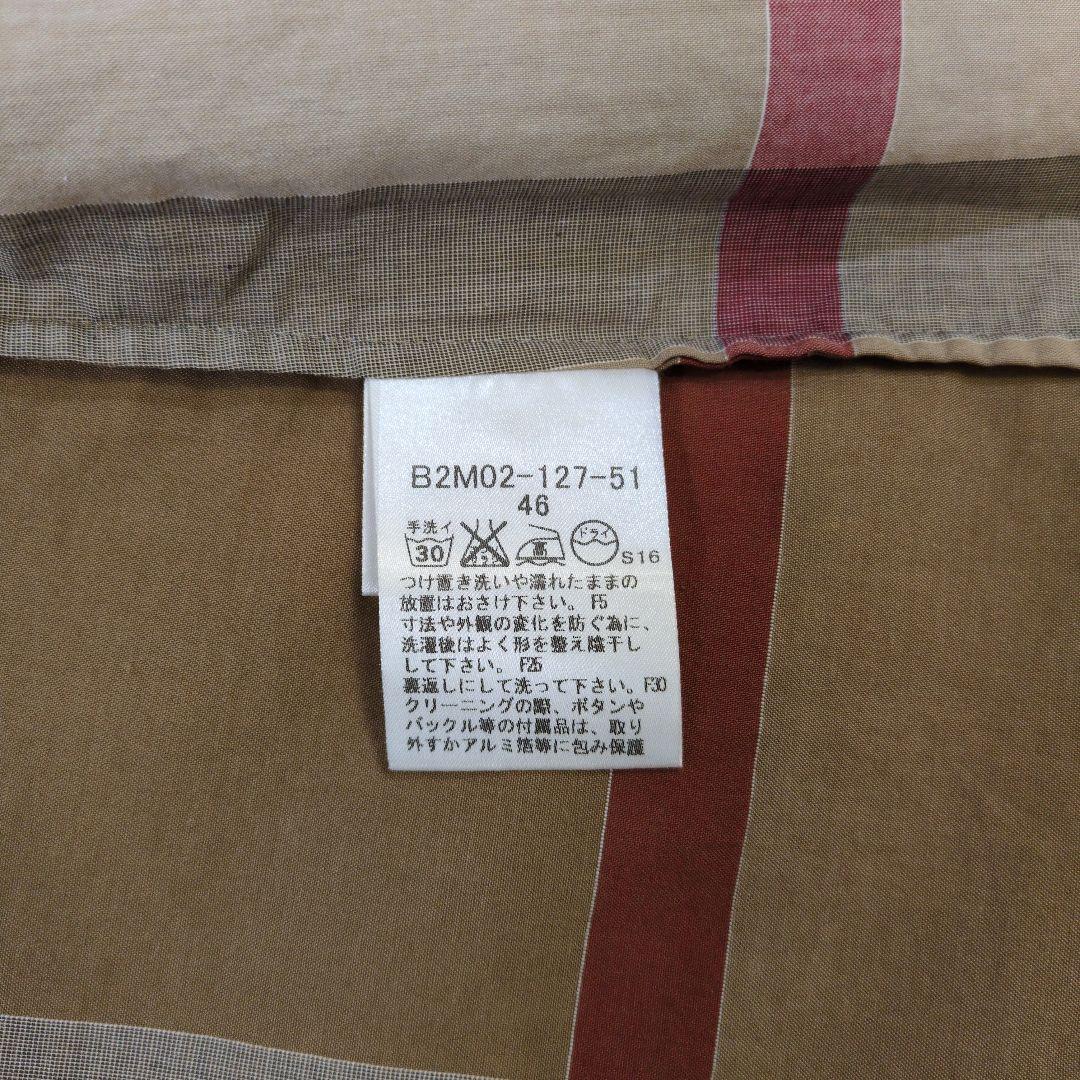 B2M02-127-51
46
手洗イ
30 エンソ 高 ドライ S16
つけ置き洗いや濡れたままの
放置はおさけ下さい。 F5
寸法や外観の変化を防ぐ為に、
洗濯後はよく形を整え陰干し
して下さい。 F26
裏返しにして洗って下さい。F30
クリーニングの際、ボタンや
バックル等の付属品は、取り
外すかアルミ箔等に包み保護